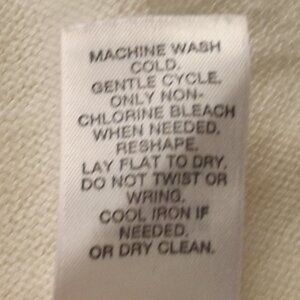 MACHINE WASH
COLD.
GENTLE CYCLE.
ONLY NON-
CHLORINE BLEACH
WHEN NEEDED.
RESHAPE.
LAY FLAT TO DRY.
DO NOT TWIST OR
WRING.
COOL IRON IF
NEEDED.
OR DRY CLEAN.